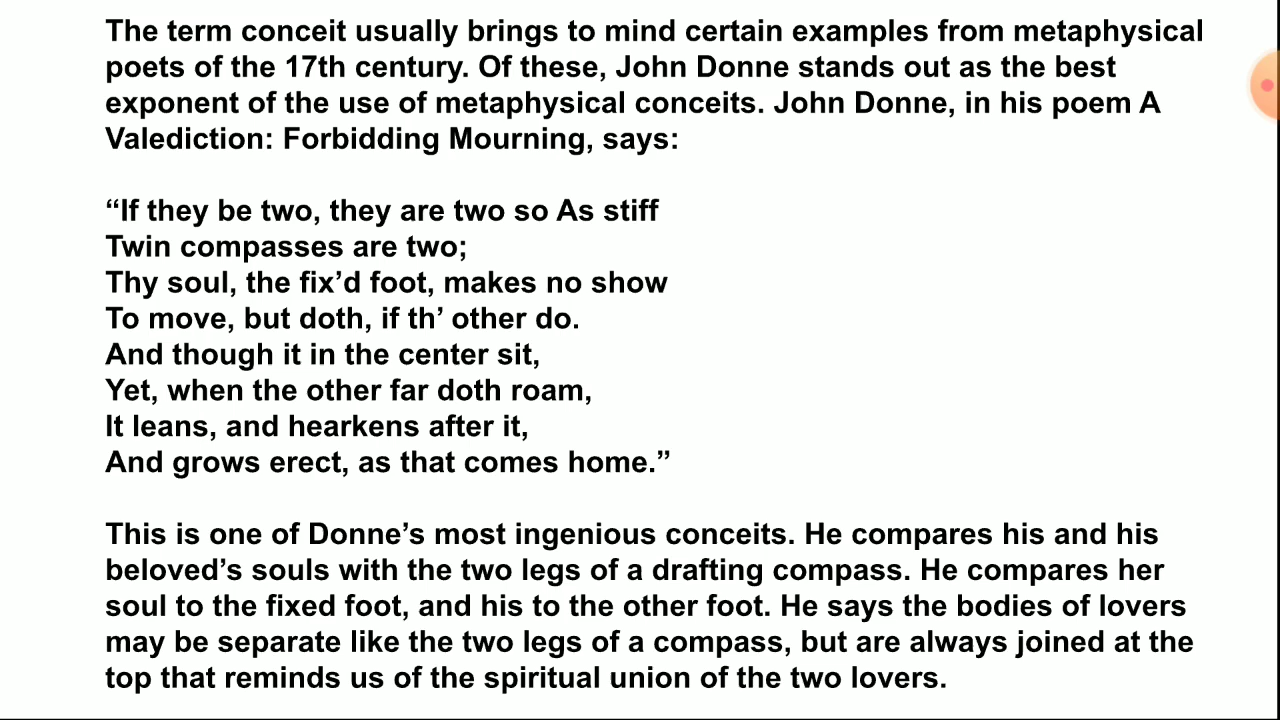 The term conceit usually brings to mind certain examples from metaphysical
poets of the 17th century. Of these, John Donne stands out as the best
exponent of the use of metaphysical conceits. John Donne, in his poem A
Valediction: Forbidding Mourning, says:
“If they be two, they are two so As stiff
Twin compasses are two;
Thy soul, the fix’d foot, makes no show
To move, but doth, if th’ other do.
And though it in the center sit,
Yet, when the other far doth roam,
It leans, and hearkens after it,
And grows erect, as that comes home.”
This is one of Donne’s most ingenious conceits. He compares his and his
beloved’s souls with the two legs of a drafting compass. He compares her
soul to the fixed foot, and his to the other foot. He says the bodies of lovers
may be separate like the two legs of a compass, but are always joined at the
top that reminds us of the spiritual union of the two lovers.